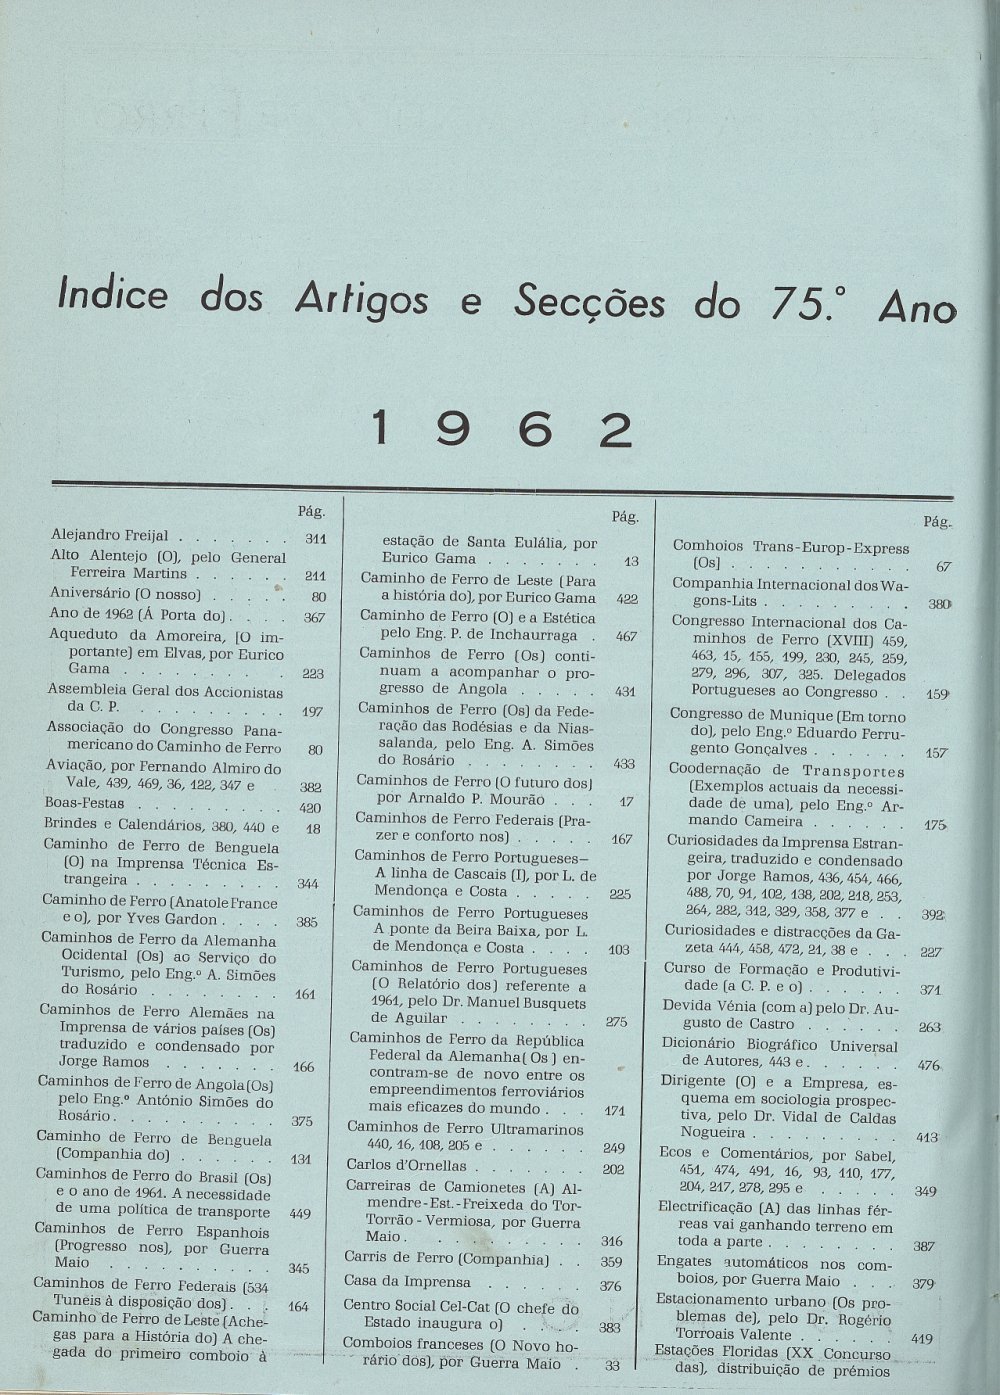 Indice dos Artigos e Secções do 75.º Ano
1962
Pág.
Alejandro Freijal . . . . . . . 311
Alto Alentejo (O), pelo General
Ferreira Martins . . . . . . 211
Aniversário (O nosso) . . . . . 80
Ano de 1962 (Á Porta do) . . . . 367
Aqueduto da Amoreira, (O im-
portante) em Elvas, por Eurico
Gama . . . . . . . . . 223
Assembleia Geral dos Accionistas
da C. P. . . . . . . . . . 197
Associação do Congresso Pana-
mericano do Caminho de Ferro 80
Aviação, por Fernando Almiro do
Vale, 439, 469, 36, 122, 347 e 382
Boas-Festas . . . . . . . . . 420
Brindes e Calendários, 380, 440 e 18
Caminho de Ferro de Benguela
(O) na Imprensa Técnica Es-
trangeira . . . . . . . . . 344
Caminho de Ferro (Anatole France
e o), por Yves Gardon . . . . 385
Caminhos de Ferro da Alemanha
Ocidental (Os) ao Serviço do
Turismo, pelo Eng.º A. Simões
do Rosário . . . . . . . . 161
Caminhos de Ferro Alemães na
Imprensa de vários países (Os)
traduzido e condensado por
Jorge Ramos . . . . . . . 166
Caminhos de Ferro de Angola (Os)
pelo Eng.º António Simões do
Rosário . . . . . . . . . . 375
Caminho de Ferro de Benguela
(Companhia do) . . . . . . 131
Caminhos de Ferro do Brasil (Os)
e o ano de 1961. A necessidade
de uma política de transporte 449
Caminhos de Ferro Espanhois
(Progresso nos), por Guerra
Maio . . . . . . . . . . 345
Caminhos de Ferro Federais (534
Tuneis à disposição dos) . . . 164
Caminho de Ferro de Leste (Ache-
gas para a História do) A che-
gada do primeiro comboio à
Pág.
estação de Santa Eulália, por
Eurico Gama . . . . . . . 13
Caminho de Ferro de Leste (Para
a história do), por Eurico Gama 422
Caminho de Ferro (O) e a Estética
pelo Eng. P. de Inchaurraga . 467
Caminhos de Ferro (Os) conti-
nuam a acompanhar o pro-
gresso de Angola . . . . . 431
Caminhos de Ferro (Os) da Fede-
ração das Rodésias e da Nias-
salanda, pelo Eng. A. Simões
do Rosário . . . . . . . . 433
Caminhos de Ferro (O futuro dos)
por Arnaldo P. Mourão . . . 17
Caminhos de Ferro Federais (Pra-
zer e conforto nos) . . . . . 167
Caminhos de Ferro Portugueses—
A linha de Cascais (I), por L. de
Mendonça e Costa . . . . . 225
Caminhos de Ferro Portugueses
A ponte da Beira Baixa, por L.
de Mendonça e Costa . . . . 103
Caminhos de Ferro Portugueses
(O Relatório dos) referente a
1961, pelo Dr. Manuel Busquets
de Aguilar . . . . . . . . 275
Caminhos de Ferro da República
Federal da Alemanha (Os) en-
contram-se de novo entre os
empreendimentos ferroviários
mais eficazes do mundo . . . 171
Caminhos de Ferro Ultramarinos
440, 16, 108, 205 e . . . . . . 249
Carlos d'Ornellas . . . . . . . 202
Carreiras de Camionetes (A) Al-
mendre-Est.-Freixeda do Tor-
Torrão - Vermiosa, por Guerra
Maio . . . . . . . . . . 316
Carris de Ferro (Companhia) . . 359
Casa da Imprensa . . . . . 376
Centro Social Cel-Cat (O chefe do
Estado inaugura o) . . . . 383
Comboios franceses (O Novo ho-
rário dos), por Guerra Maio . 33
Pág.
Comhoios Trans-Europ-Express
(Os) . . . . . . . . . . . 67
Companhia Internacional dos Wa-
gons-Lits . . . . . . . . . 380
Congresso Internacional dos Ca-
minhos de Ferro (XVIII) 459,
463, 15, 155, 199, 230, 245, 259,
279, 296, 307, 325. Delegados
Portugueses ao Congresso . . 159
Congresso de Munique (Em torno
do), pelo Eng.º Eduardo Ferru-
gento Gonçalves . . . . . . 157
Coodernação de Transportes
(Exemplos actuais da necessi-
dade de uma), pelo Eng.º Ar-
mando Cameira . . . . . . 175
Curiosidades da Imprensa Estran-
geira, traduzido e condensado
por Jorge Ramos, 436, 454, 466,
488, 70, 91, 102, 138, 202, 218, 253,
264, 282, 312, 329, 358, 377 e . . 392
Curiosidades e distracções da Ga-
zeta 444, 458, 472, 21, 38 e . . . 227
Curso de Formação e Produtivi-
dade (a C. P. e o) . . . . . . 371
Devida Vénia (com a) pelo Dr. Au-
gusto de Castro . . . . . . 263
Dicionário Biográfico Universal
de Autores, 443 e . . . . . . 476
Dirigente (O) e a Empresa, es-
quema em sociologia prospec-
tiva, pelo Dr. Vidal de Caldas
Nogueira . . . . . . . . . 413
Ecos e Comentários, por Sabel,
451, 474, 491, 16, 93, 110, 177,
204, 217, 278, 295 e . . . . . 349
Electrificação (A) das linhas fér-
reas vai ganhando terreno em
toda a parte . . . . . . . . 387
Engates automáticos nos com-
boios, por Guerra Maio . . . 379
Estacionamento urbano (Os pro-
blemas de), pelo Dr. Rogério
Torroais Valente . . . . . . . 419
Estações Floridas (XX Concurso
das), distribuição de prémios